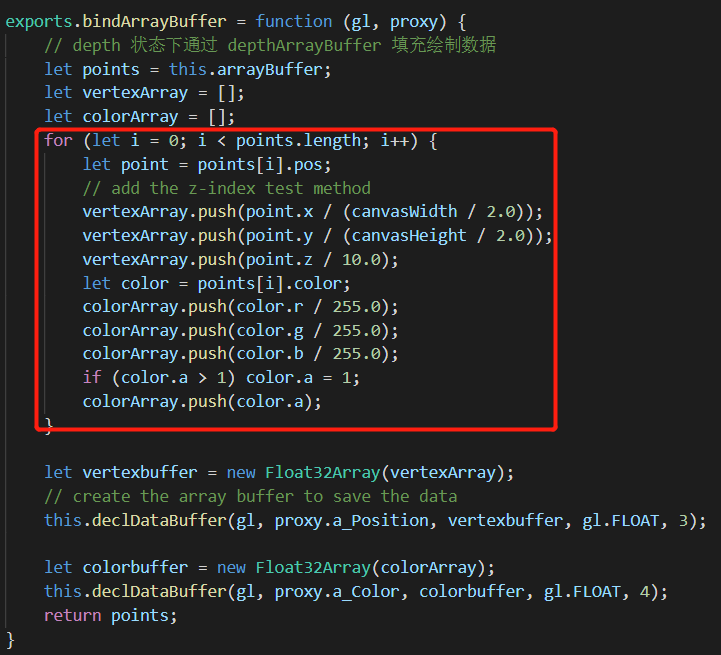 exports.bindArrayBuffer = function (gl, proxy) {
// depth 状态下通过 depthArrayBuffer 填充绘制数据
let points = this.arrayBuffer;
let vertexArray = [];
let colorArray = [];
for (let i = 0; i < points.length; i++) {
let point = points[i].pos;
// add the z-index test method
vertexArray.push(point.x / (canvasWidth / 2.0));
vertexArray.push(point.y / (canvasHeight / 2.0));
vertexArray.push(point.z / 10.0);
let color = points[i].color;
colorArray.push(color.r / 255.0);
colorArray.push(color.g / 255.0);
colorArray.push(color.b / 255.0);
if (color.a > 1) color.a = 1;
colorArray.push(color.a);
}
let vertexbuffer = new Float32Array(vertexArray);
// create the array buffer to save the data
this.declDataBuffer(gl, proxy.a_Position, vertexbuffer, gl.FLOAT, 3);
let colorbuffer = new Float32Array(colorArray);
this.declDataBuffer(gl, proxy.a_Color, colorbuffer, gl.FLOAT, 4);
return points;
}